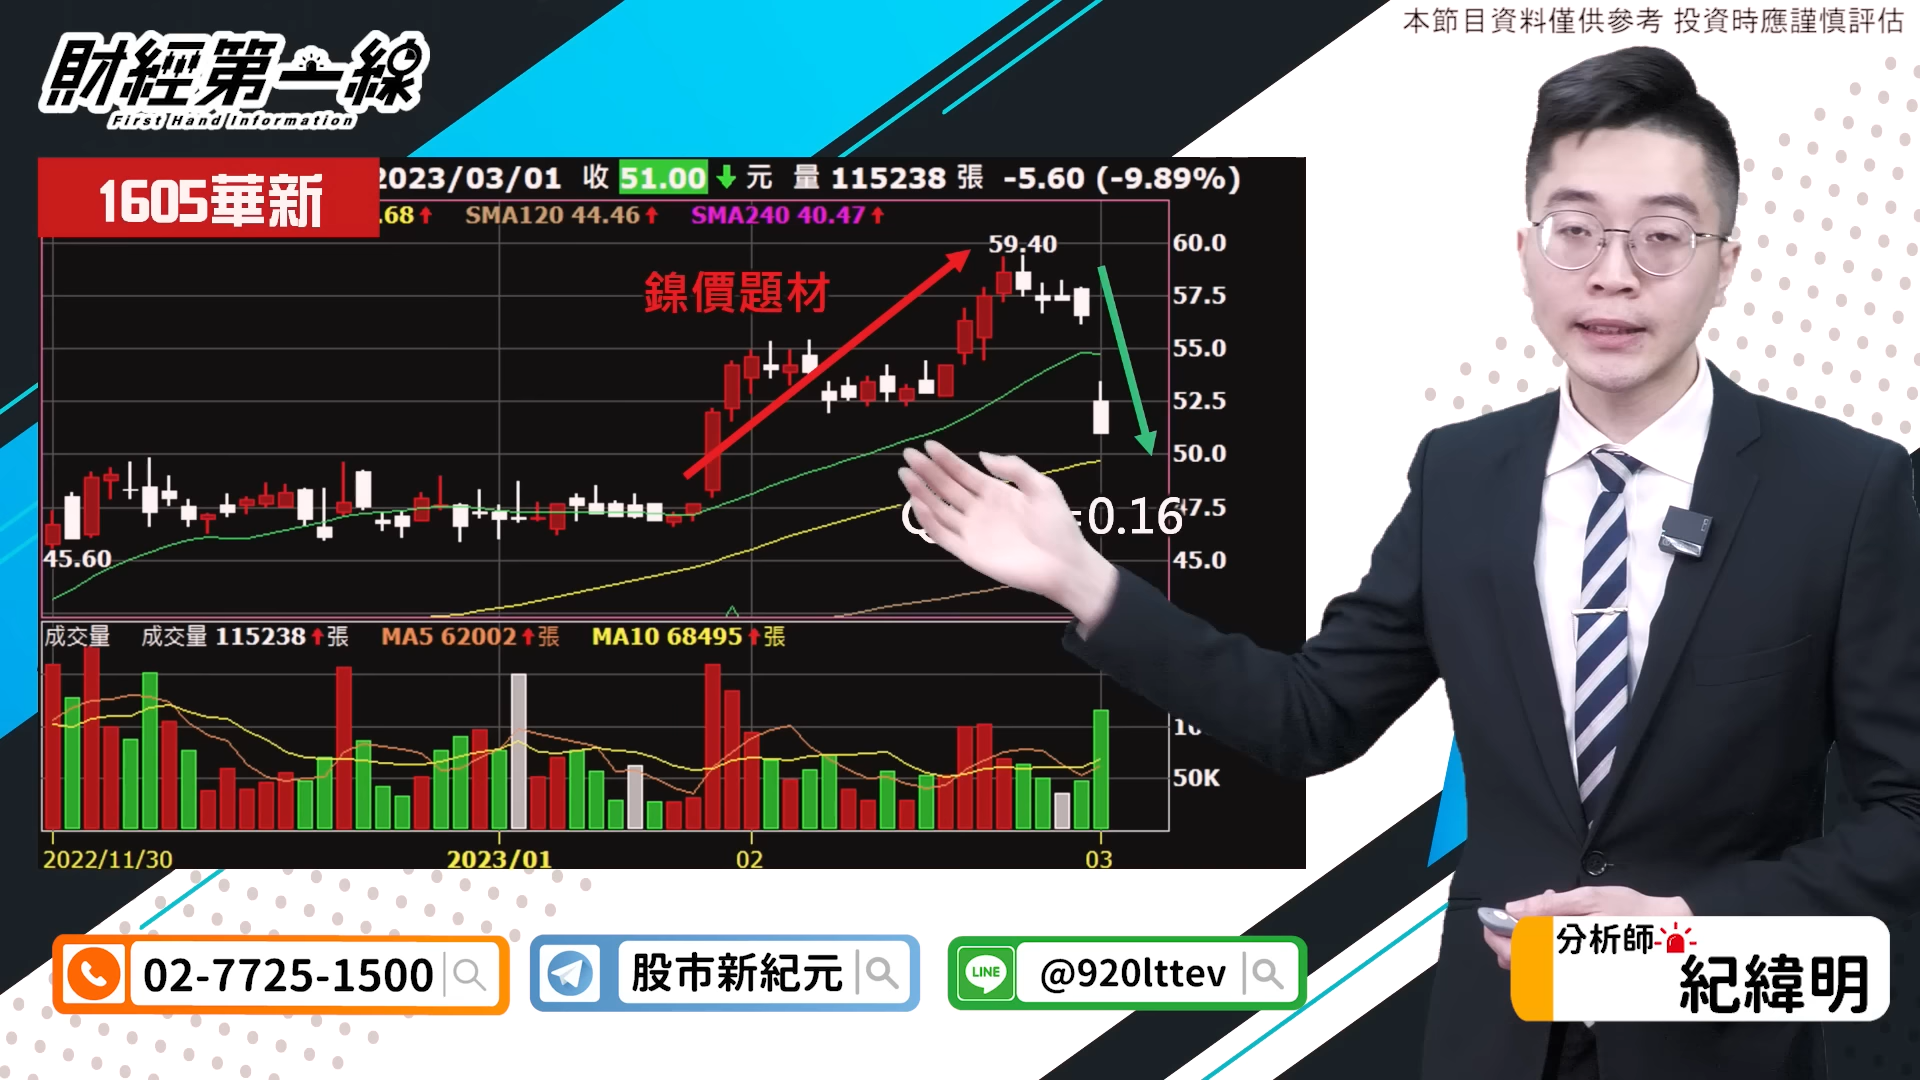 本節目資料僅供參考 投資時應謹慎評估
財經第一線
First Hand Information
1605華新
2023/03/01 收 51.00 元 量 115238 張 -5.60 (-9.89%)
.68 SMA120 44.46 SMA240 40.47
59.40
鎳價題材
60.0
57.5
55.0
52.5
50.0
47.5
45.0
45.60
=0.16
成交量 成交量 115238 張 MA5 62002 張 MA10 68495 張
50K
2022/11/30 2023/01 02 03
02-7725-1500
股市新紀元
LINE
@920lttev
分析師
紀緯明